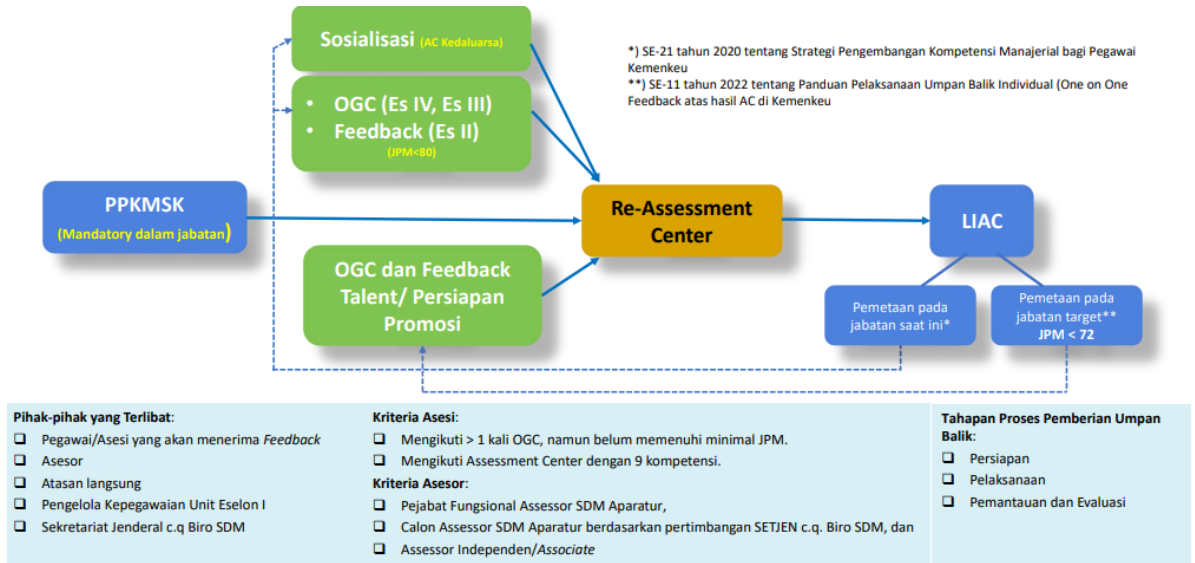 Sosialisasi (AC Kedaluarsa)
*) SE-21 tahun 2020 tentang Strategi Pengembangan Kompetensi Manajerial bagi Pegawai
Kemenkeu
**) SE-11 tahun 2022 tentang Panduan Pelaksanaan Umpan Balik Individual (One on One
Feedback atas hasil AC di Kemenkeu
• OGC (Es IV, Es III)
• Feedback (Es II)
(JPM<80)
PPKMSK
(Mandatory dalam jabatan)
Re-Assessment
Center
LIAC
OGC dan Feedback
Talent/ Persiapan
Promosi
Pemetaan pada
jabatan saat ini*
Pemetaan pada
jabatan target**
JPM < 72
Pihak-pihak yang Terlibat:
❑ Pegawai/Asesi yang akan menerima Feedback
❑ Asesor
❑ Atasan langsung
❑ Pengelola Kepegawaian Unit Eselon I
❑ Sekretariat Jenderal c.q Biro SDM
Kriteria Asesi:
❑ Mengikuti > 1 kali OGC, namun belum memenuhi minimal JPM.
❑ Mengikuti Assessment Center dengan 9 kompetensi.
Kriteria Asesor:
❑ Pejabat Fungsional Assessor SDM Aparatur,
❑ Calon Assessor SDM Aparatur berdasarkan pertimbangan SETJEN c.q. Biro SDM, dan
❑ Assessor Independen/Associate
Tahapan Proses Pemberian Umpan
Balik:
❑ Persiapan
❑ Pelaksanaan
❑ Pemantauan dan Evaluasi